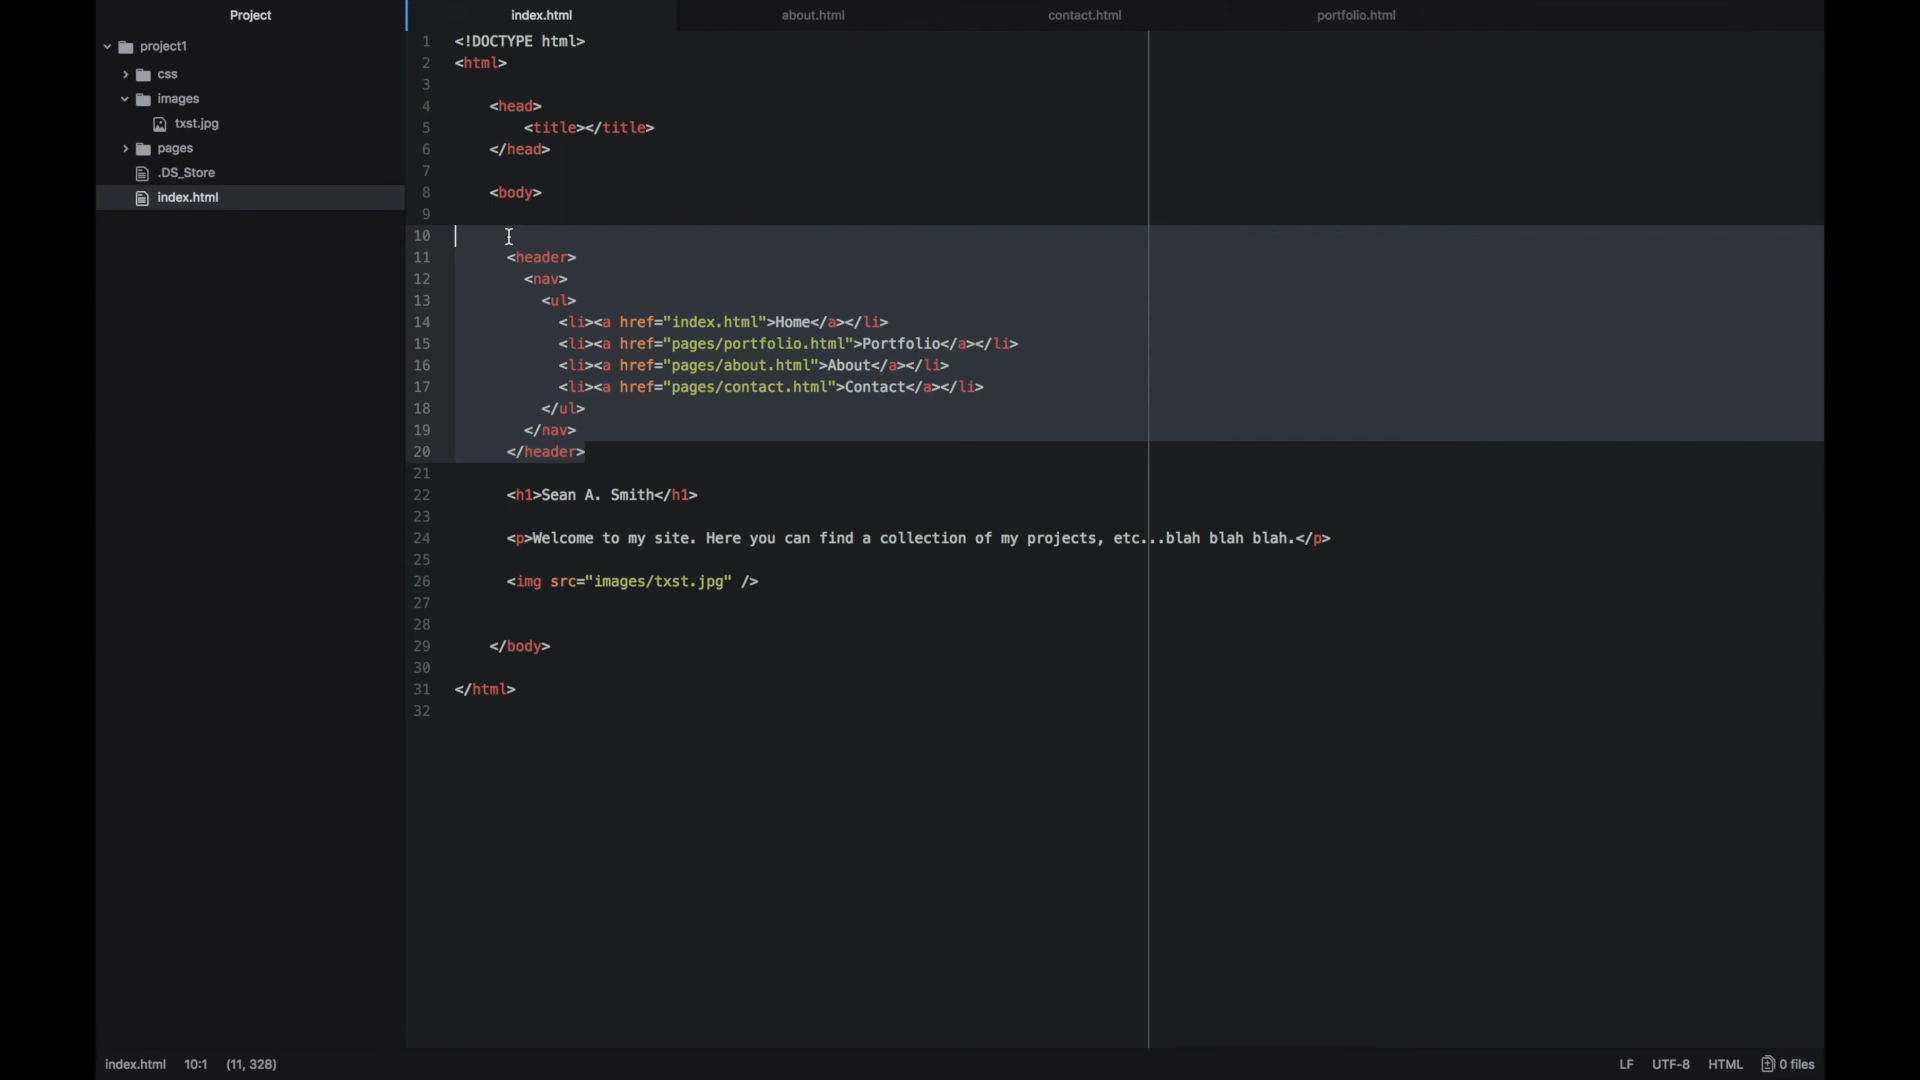 Project
index.html
about.html
contact.html
portfolio.html
project1
css
images
txst.jpg
pages
.DS_Store
index.html
1 <!DOCTYPE html>
2 <html>
3
4     <head>
5         <title></title>
6     </head>
7
8     <body>
9
10
11       <header>
12         <nav>
13           <ul>
14             <li><a href="index.html">Home</a></li>
15             <li><a href="pages/portfolio.html">Portfolio</a></li>
16             <li><a href="pages/about.html">About</a></li>
17             <li><a href="pages/contact.html">Contact</a></li>
18           </ul>
19         </nav>
20       </header>
21
22       <h1>Sean A. Smith</h1>
23
24       <p>Welcome to my site. Here you can find a collection of my projects, etc...blah blah blah.</p>
25
26       <img src="images/txst.jpg" />
27
28
29     </body>
30
31 </html>
32
index.html 10:1 (11, 328)
LF UTF-8 HTML 0 files